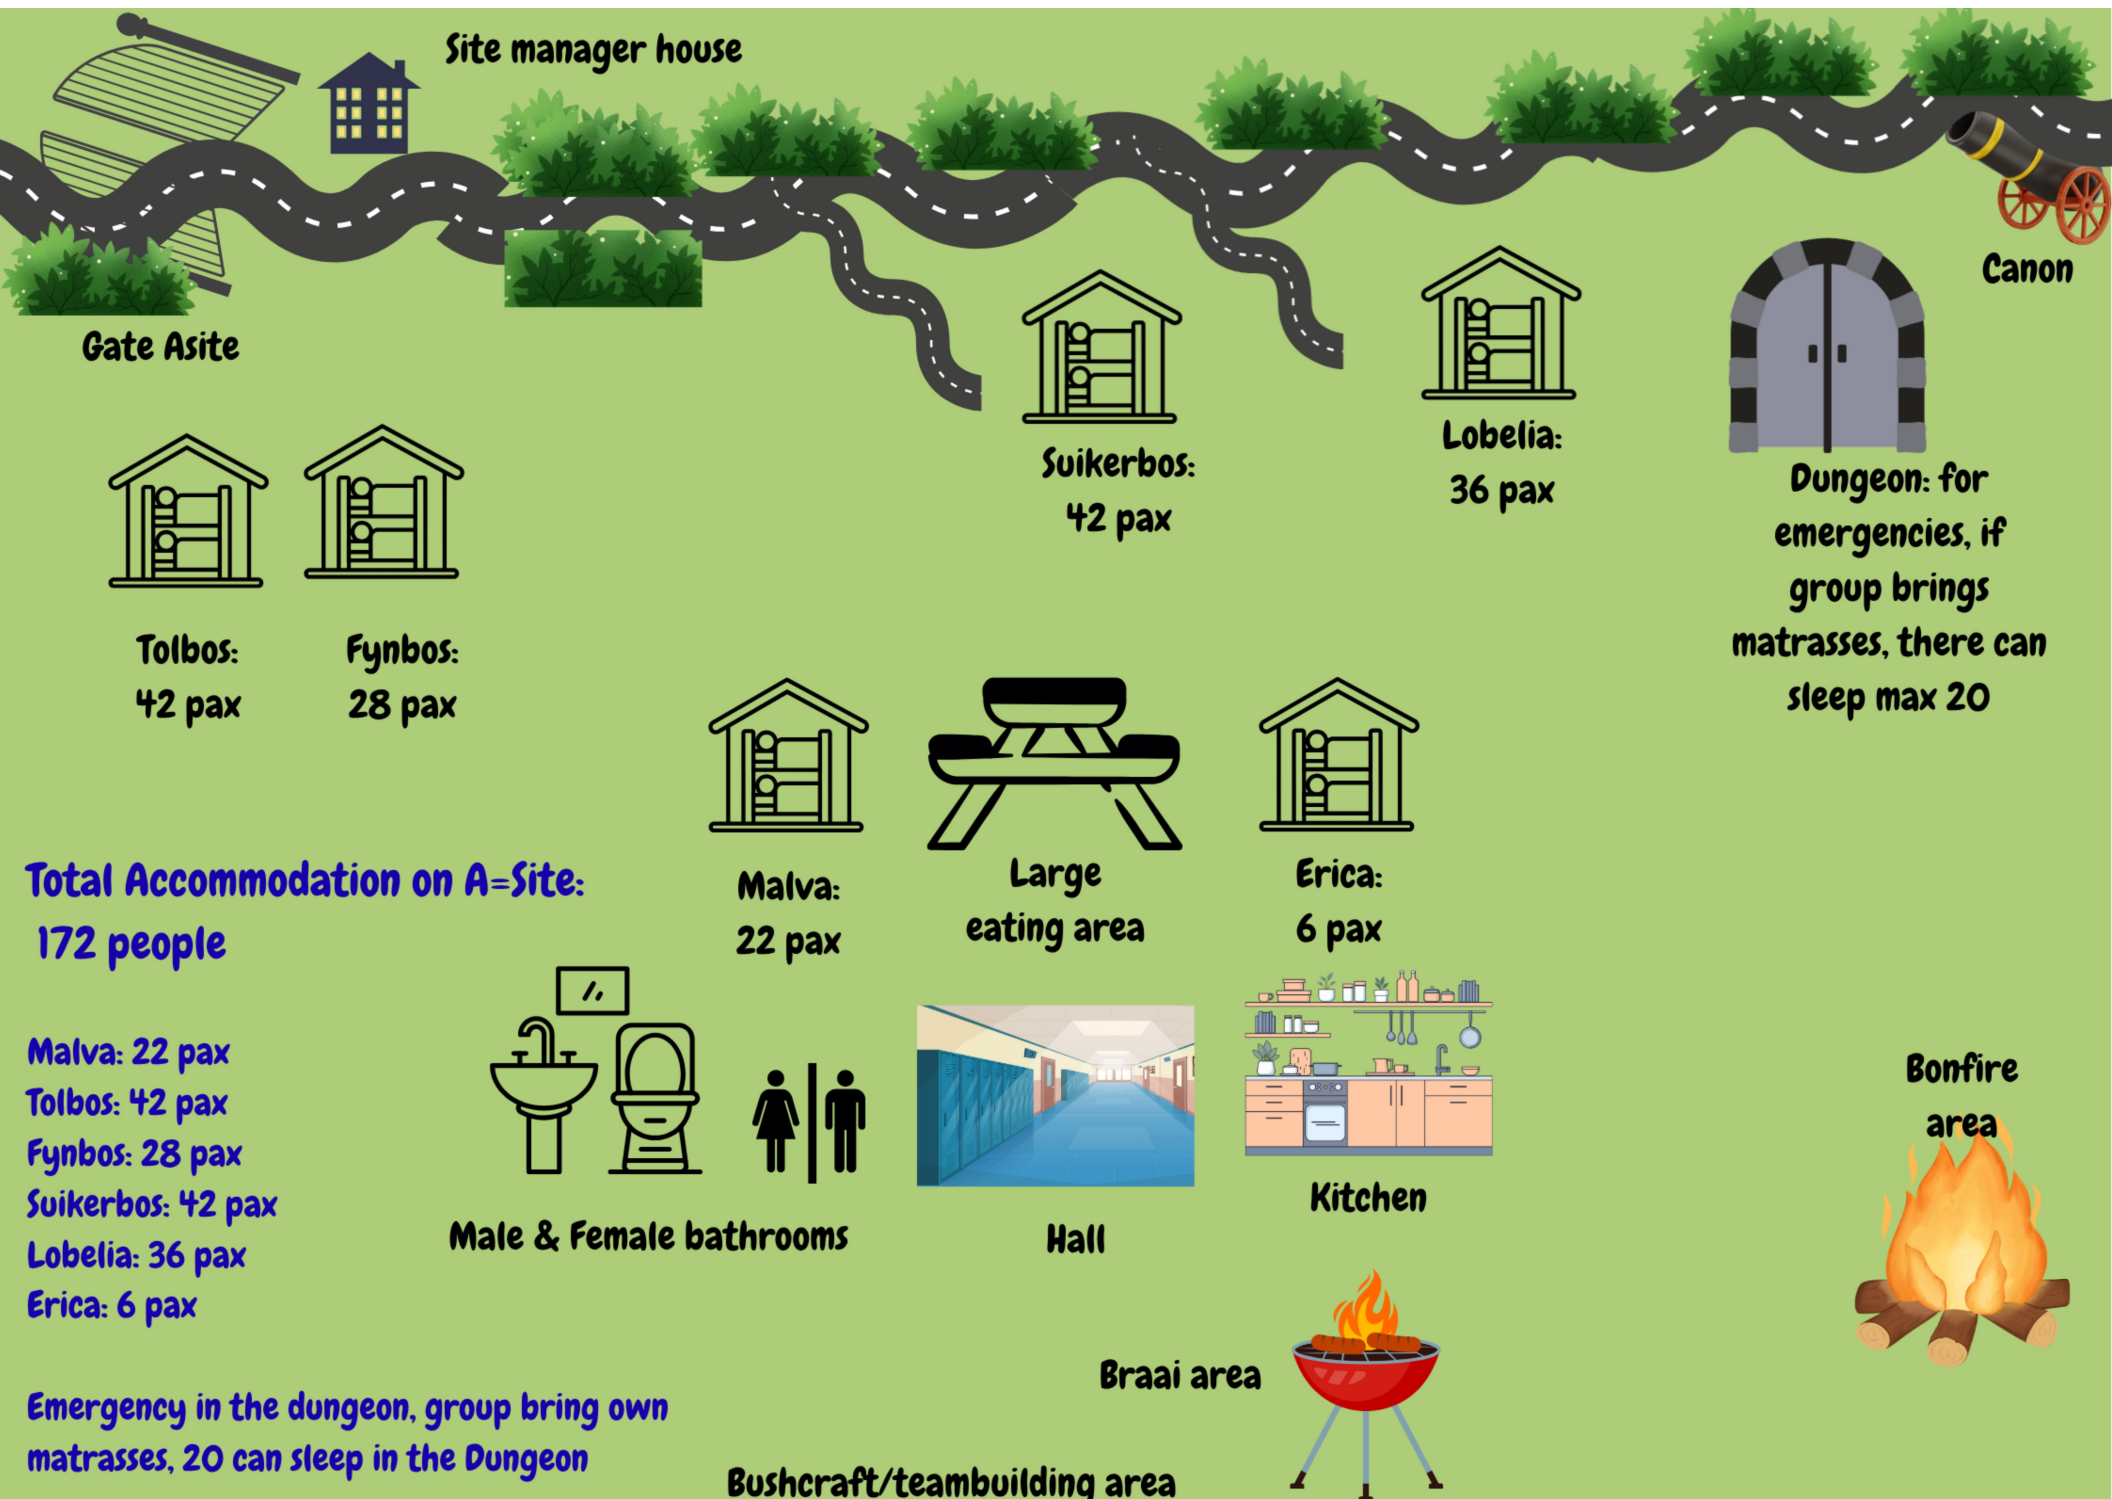 Site manager house
Gate Asite
Canon
Suikerbos:
42 pax
Lobelia:
36 pax
Dungeon: for
emergencies, if
group brings
matrasses, there can
sleep max 20
Tolbos:
42 pax
Fynbos:
28 pax
Malva:
22 pax
Large
eating area
Erica:
6 pax
Total Accommodation on A=Site:
172 people
Malva: 22 pax
Tolbos: 42 pax
Fynbos: 28 pax
Suikerbos: 42 pax
Lobelia: 36 pax
Erica: 6 pax
Emergency in the dungeon, group bring own
matrasses, 20 can sleep in the Dungeon
Male & Female bathrooms
Hall
Kitchen
Bonfire
area
Braai area
Bushcraft/teambuilding area